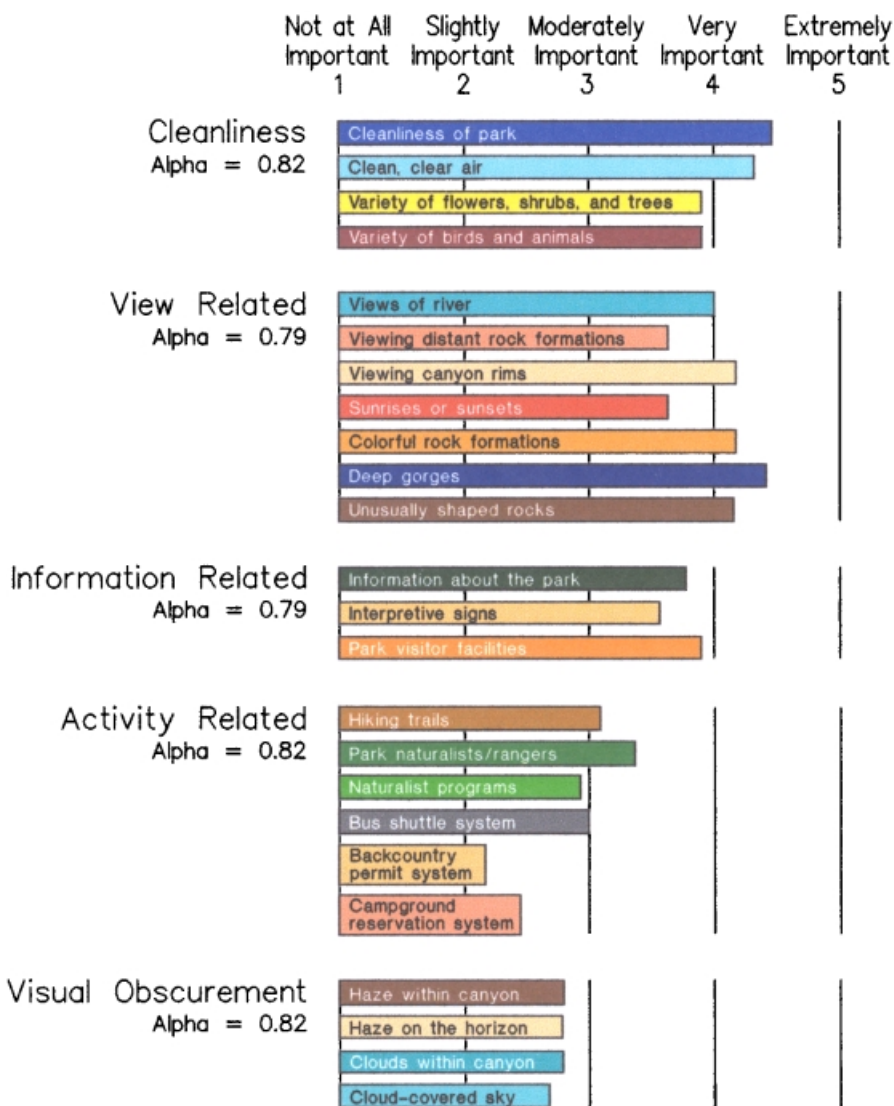 Not at All Slightly Moderately Very Extremely
Important Important Important Important Important
1 2 3 4 5
Cleanliness
Alpha = 0.82
Cleanliness of park
Clean, clear air
Variety of flowers, shrubs, and trees
Variety of birds and animals
View Related
Alpha = 0.79
Views of river
Viewing distant rock formations
Viewing canyon rims
Sunrises or sunsets
Colorful rock formations
Deep gorges
Unusually shaped rocks
Information Related
Alpha = 0.79
Information about the park
Interpretive signs
Park visitor facilities
Activity Related
Alpha = 0.82
Hiking trails
Park naturalists/rangers
Naturalist programs
Bus shuttle system
Backcountry
permit system
Campground
reservation system
Visual Obscurement
Alpha = 0.82
Haze within canyon
Haze on the horizon
Clouds within canyon
Cloud-covered sky